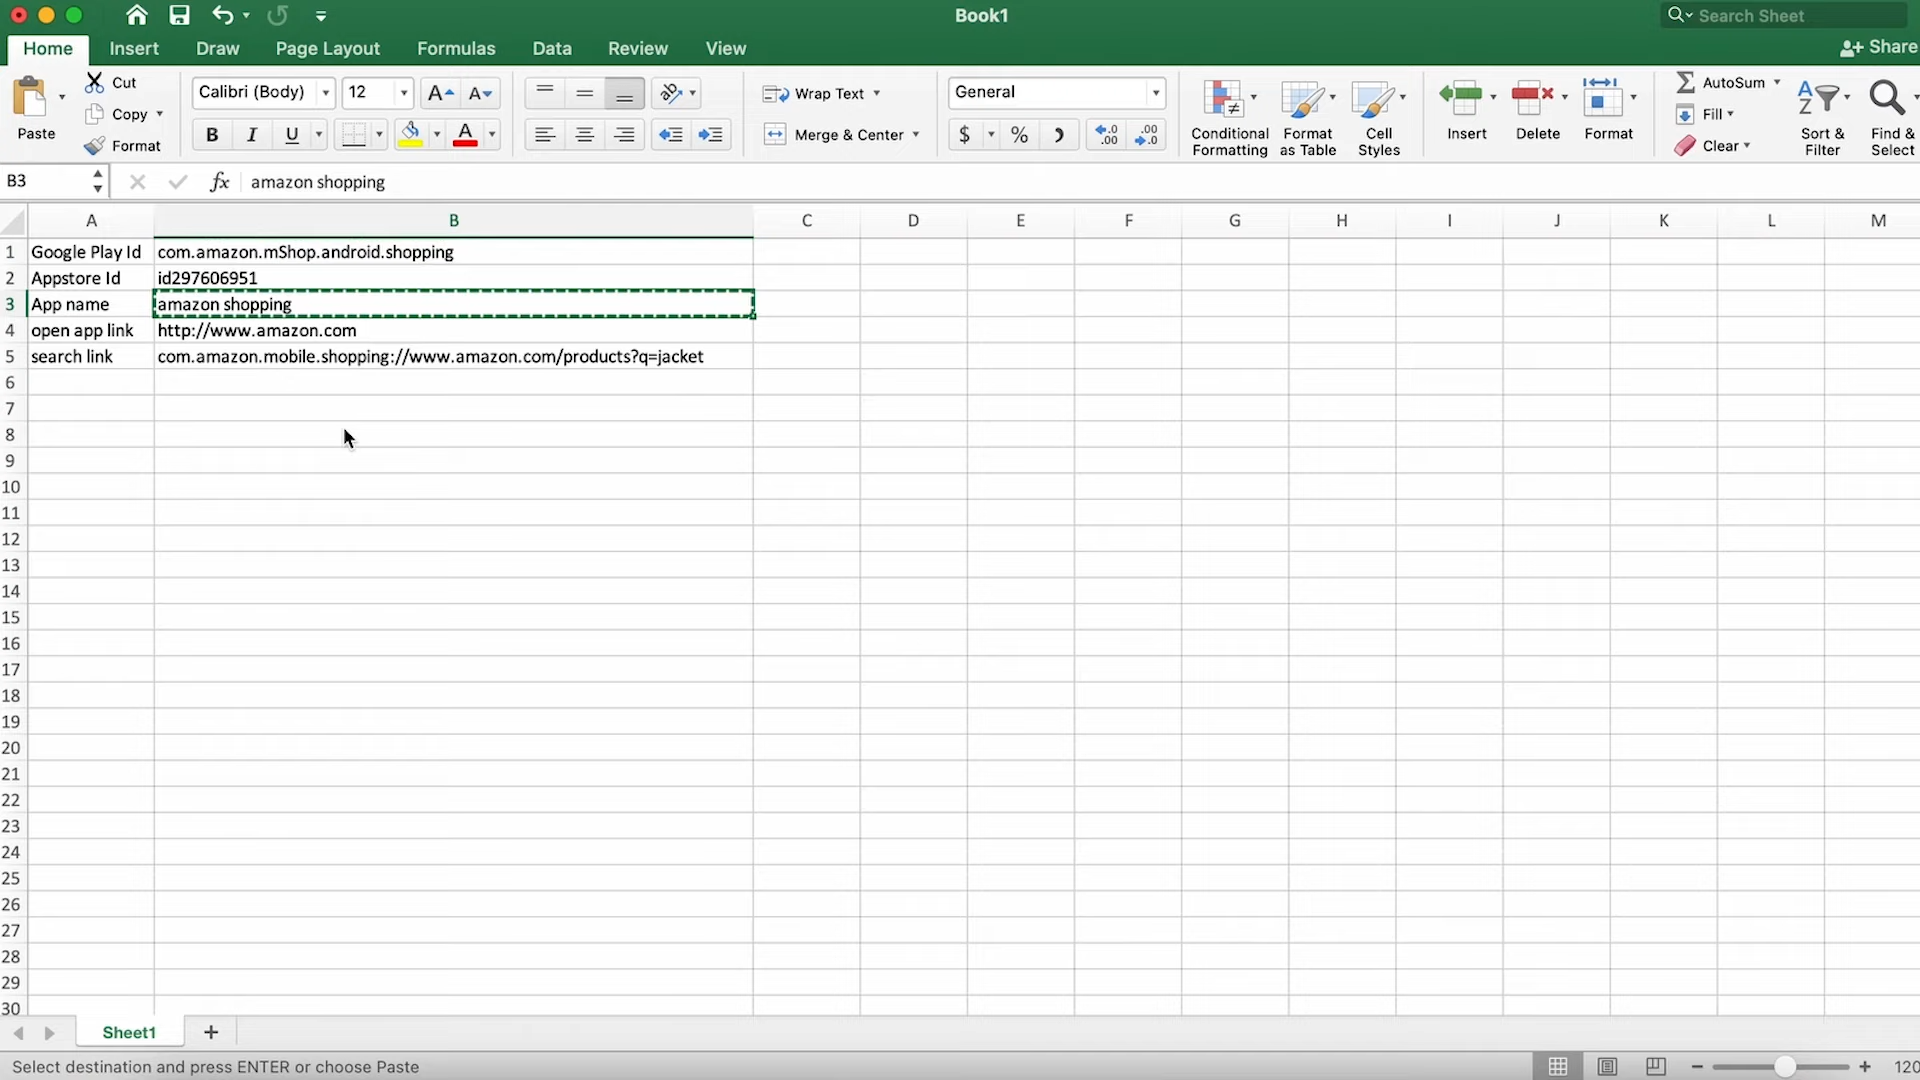 Book1
Search Sheet
Home Insert Draw Page Layout Formulas Data Review View
Share
Paste
Cut
Copy
Format
Calibri (Body) 12
B I U
Wrap Text
Merge & Center
General
$ %
Conditional Formatting
Format as Table
Cell Styles
Insert
Delete
Format
AutoSum
Fill
Clear
Sort & Filter
Find & Select
B3 fx amazon shopping
A B C D E F G H I J K L M
1 Google Play Id com.amazon.mShop.android.shopping
2 Appstore Id id297606951
3 App name amazon shopping
4 open app link http://www.amazon.com
5 search link com.amazon.mobile.shopping://www.amazon.com/products?q=jacket
6
7
8
9
10
11
12
13
14
15
16
17
18
19
20
21
22
23
24
25
26
27
28
29
30
Sheet1
Select destination and press ENTER or choose Paste
120